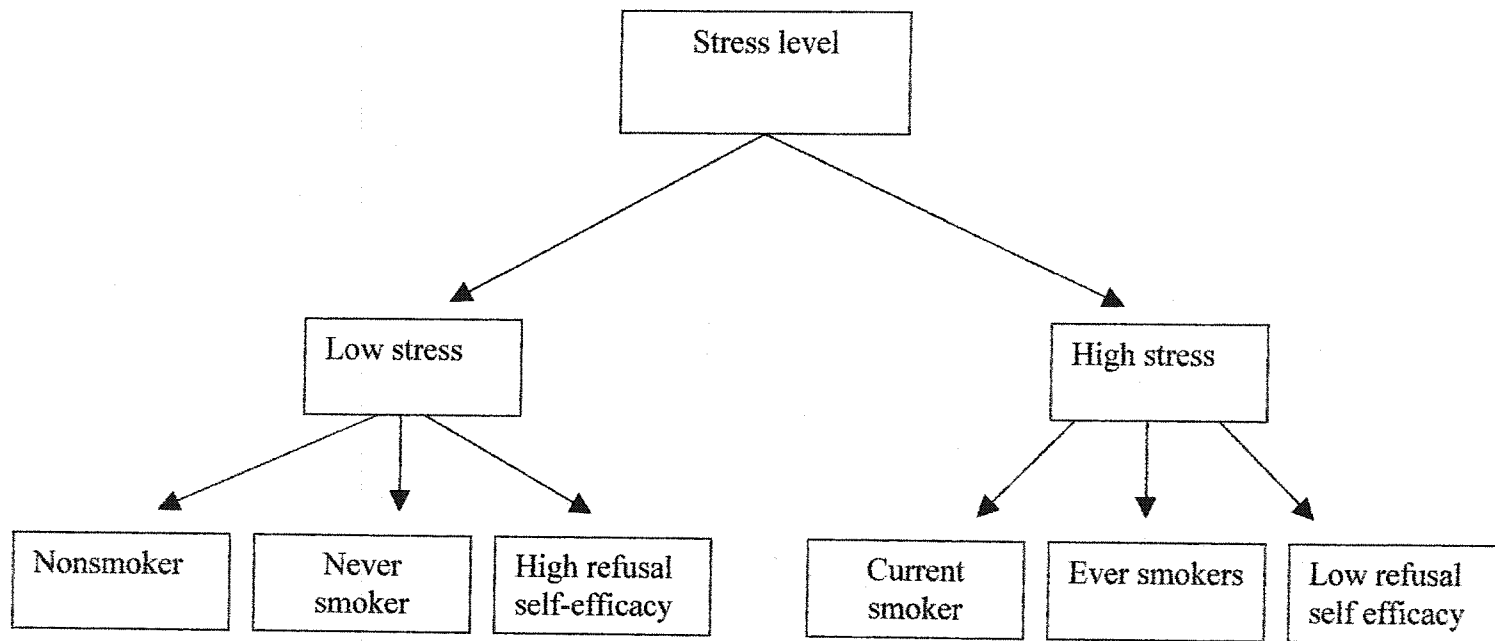 Stress level
Low stress
High stress
Nonsmoker
Never
smoker
High refusal
self-efficacy
Current
smoker
Ever smokers
Low refusal
self efficacy